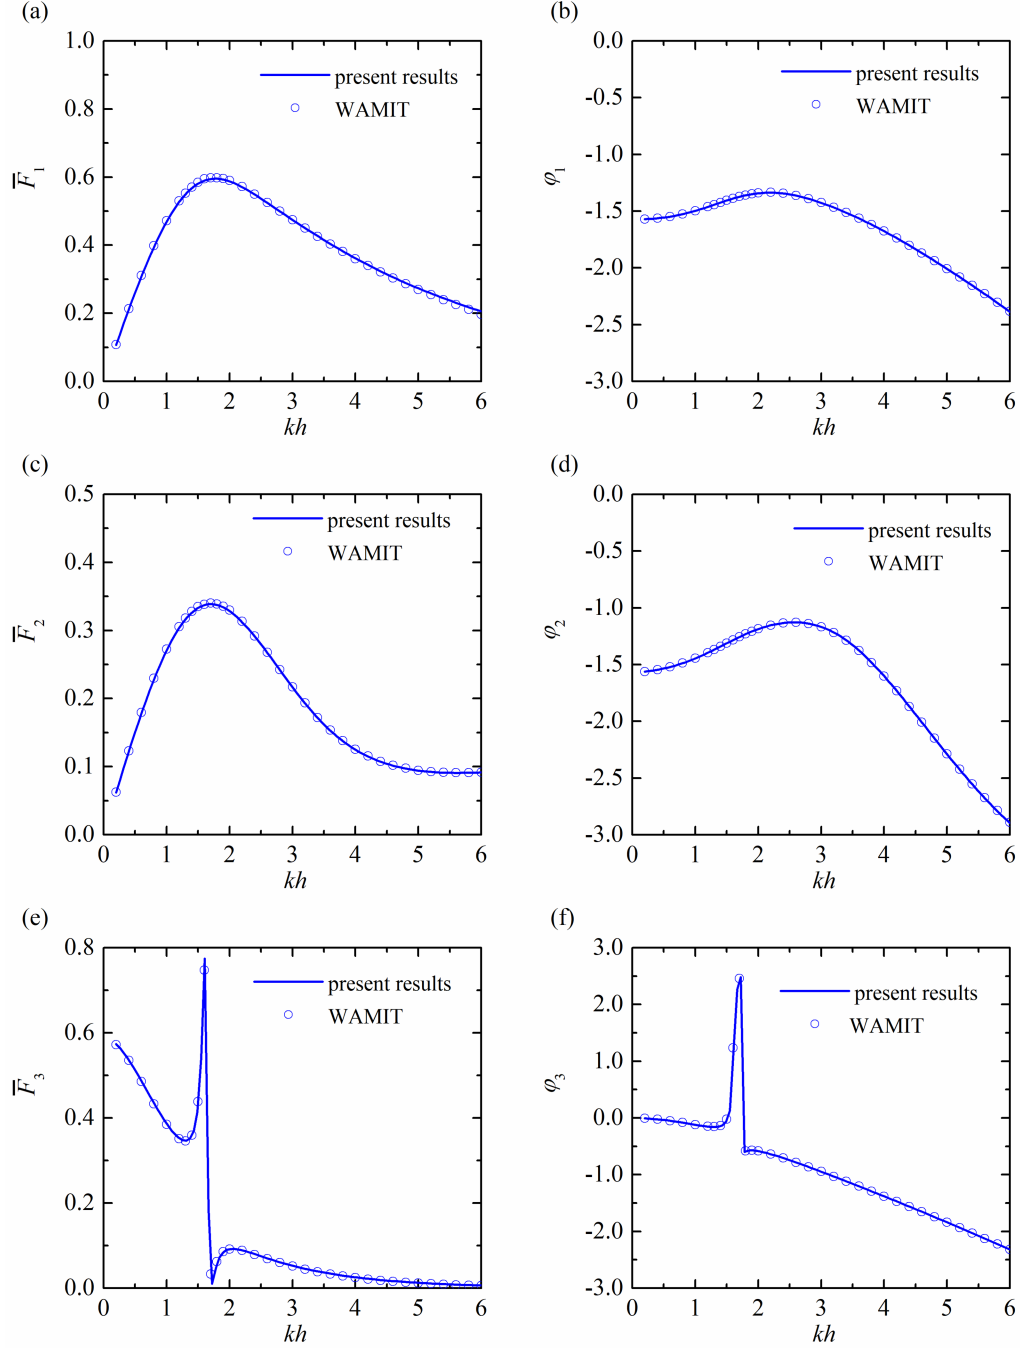 (a)
1.0
0.8
0.6
0.4
0.2
0.0
0 1 2 3 4 5 6
F̅₁
kh
present results
WAMIT
(b)
0.0
-0.5
-1.0
-1.5
-2.0
-2.5
-3.0
0 1 2 3 4 5 6
φ₁
kh
present results
WAMIT
(c)
0.5
0.4
0.3
0.2
0.1
0.0
0 1 2 3 4 5 6
F̅₂
kh
present results
WAMIT
(d)
0.0
-0.5
-1.0
-1.5
-2.0
-2.5
-3.0
0 1 2 3 4 5 6
φ₂
kh
present results
WAMIT
(e)
0.8
0.6
0.4
0.2
0.0
0 1 2 3 4 5 6
F̅₃
kh
present results
WAMIT
(f)
3.0
2.0
1.0
0.0
-1.0
-2.0
-3.0
0 1 2 3 4 5 6
φ₃
kh
present results
WAMIT